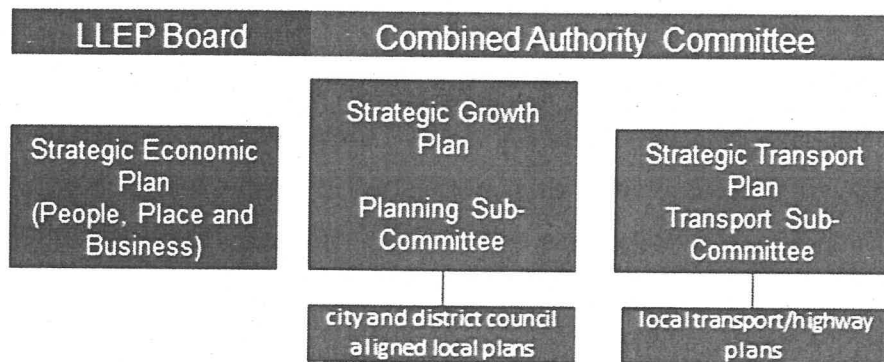 LLEP Board
Combined Authority Committee
Strategic Economic
Plan
(People, Place and
Business)
Strategic Growth
Plan
Planning Sub-
Committee
city and district council
aligned local plans
Strategic Transport
Plan
Transport Sub-
Committee
local transport/highway
plans